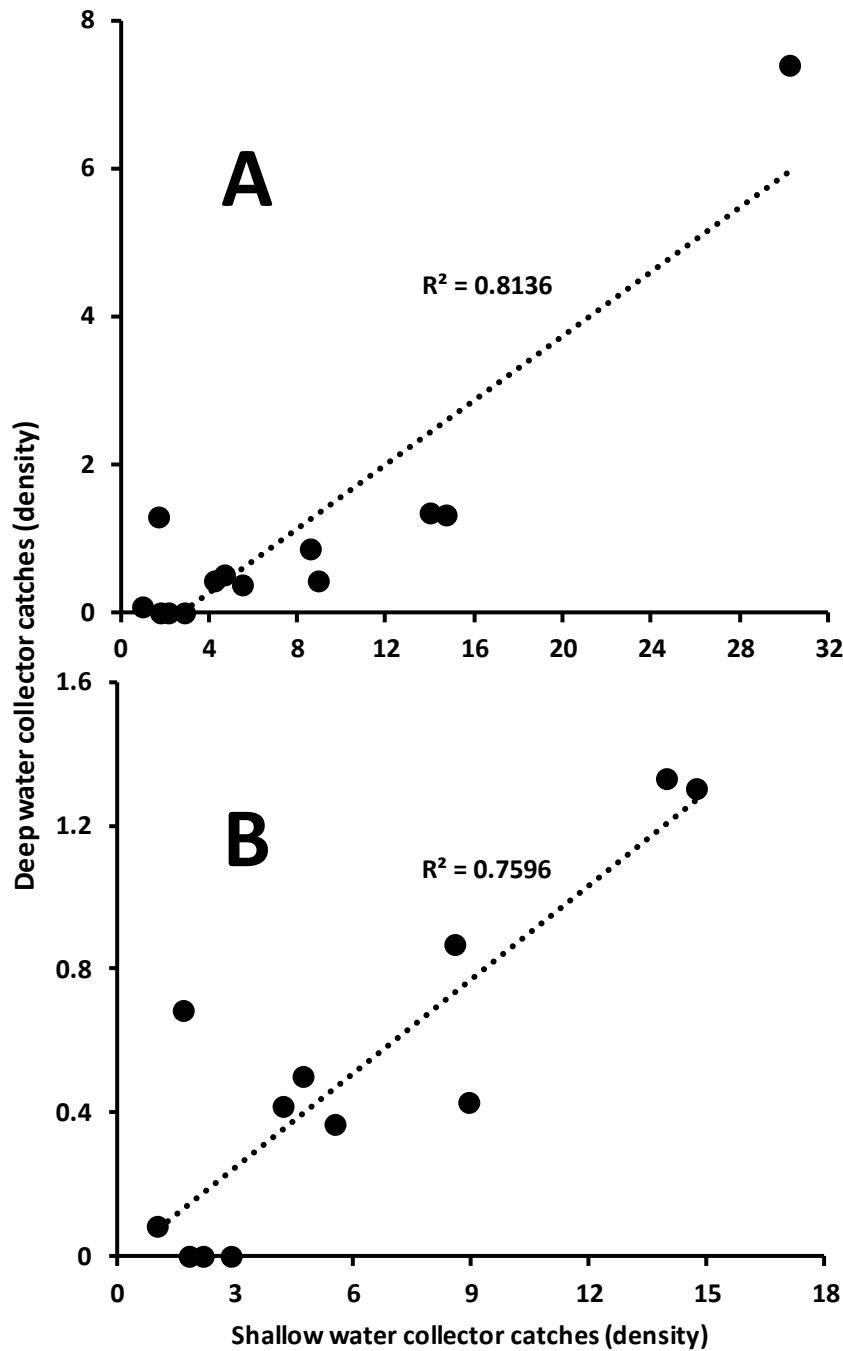 8
A
6
R² = 0.8136
4
2
0
0 4 8 12 16 20 24 28 32
Deep water collector catches (density)
1.6
B
1.2
R² = 0.7596
0.8
0.4
0
0 3 6 9 12 15 18
Shallow water collector catches (density)